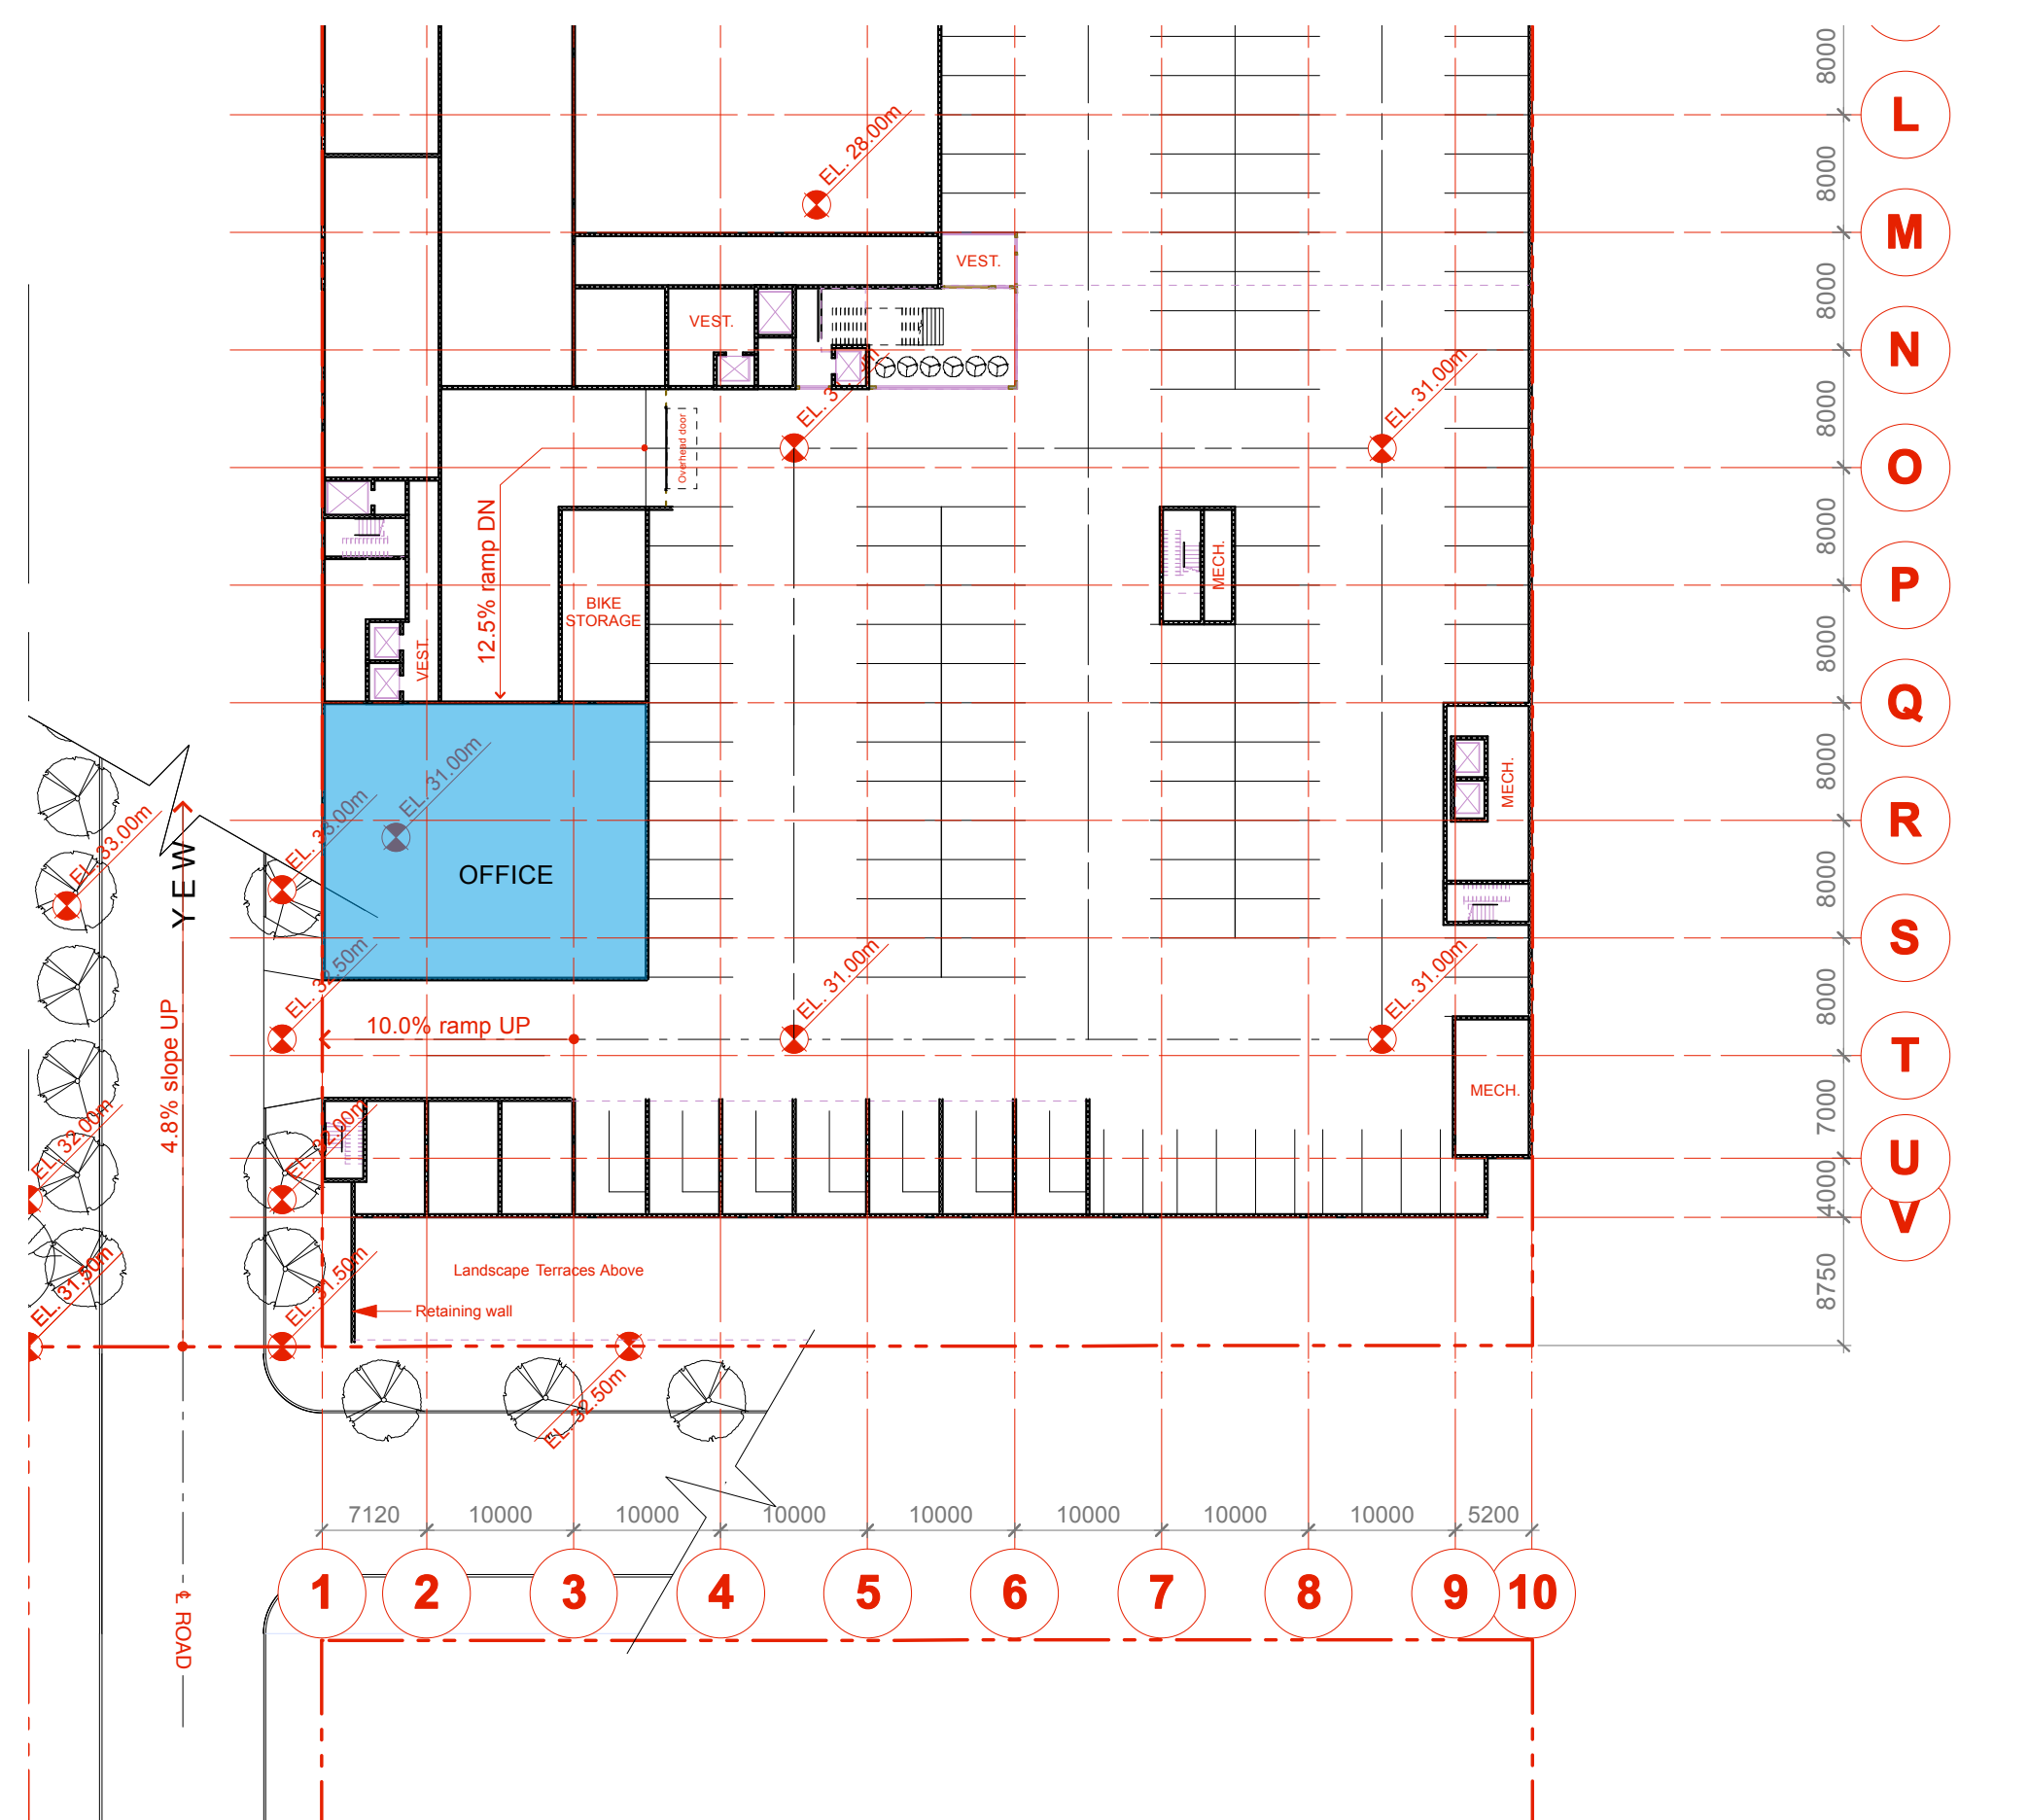 8000
L
EL. 28.00m
8000
M
VEST.
8000
VEST.
N
EL. 31.00m
8000
Overhead door
O
12.5% ramp DN
8000
MECH.
P
BIKE
STORAGE
VEST.
8000
Q
EL. 31.00m
MECH.
8000
EL. 33.00m
EL. 33.00m
R
YEW
OFFICE
8000
S
EL. 32.50m
EL. 31.00m
EL. 31.00m
8000
4.8% slope UP
10.0% ramp UP
T
MECH.
7000
EL. 32.00m
EL. 32.00m
U
4000
V
EL. 31.50m
EL. 31.50m
Landscape Terraces Above
8750
Retaining wall
EL. 32.50m
7120
10000
10000
10000
10000
10000
10000
10000
5200
1
2
3
4
5
6
7
8
9
10
℄ ROAD